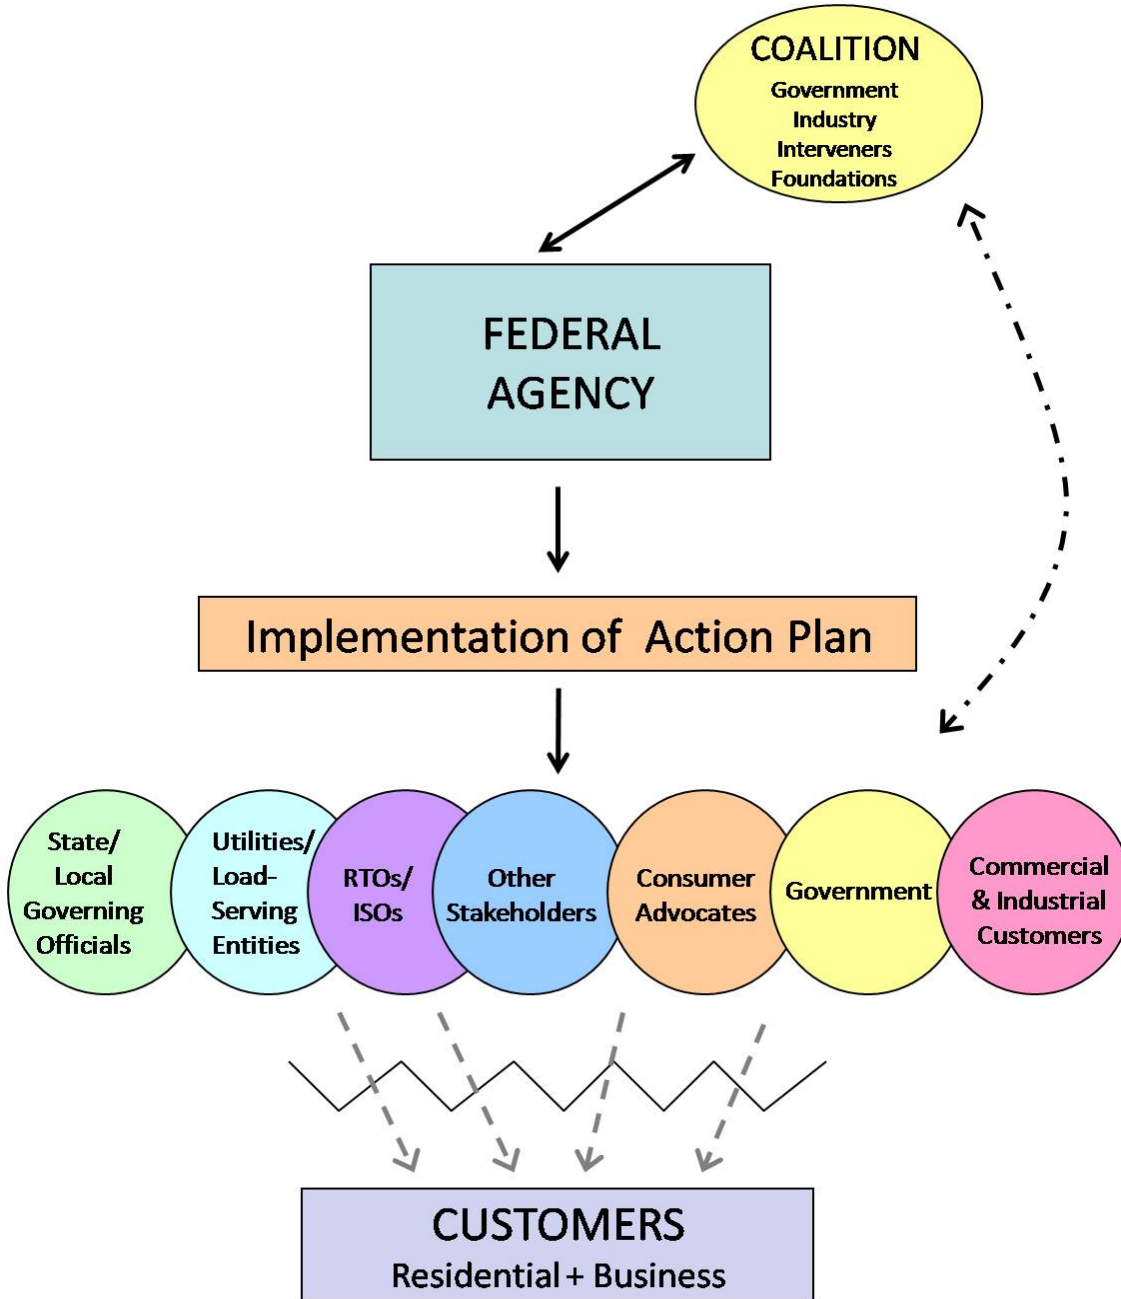 COALITION
Government
Industry
Interveners
Foundations
FEDERAL
AGENCY
Implementation of Action Plan
State/
Local
Governing
Officials
Utilities/
Load-
Serving
Entities
RTOs/
ISOs
Other
Stakeholders
Consumer
Advocates
Government
Commercial
& Industrial
Customers
CUSTOMERS
Residential + Business